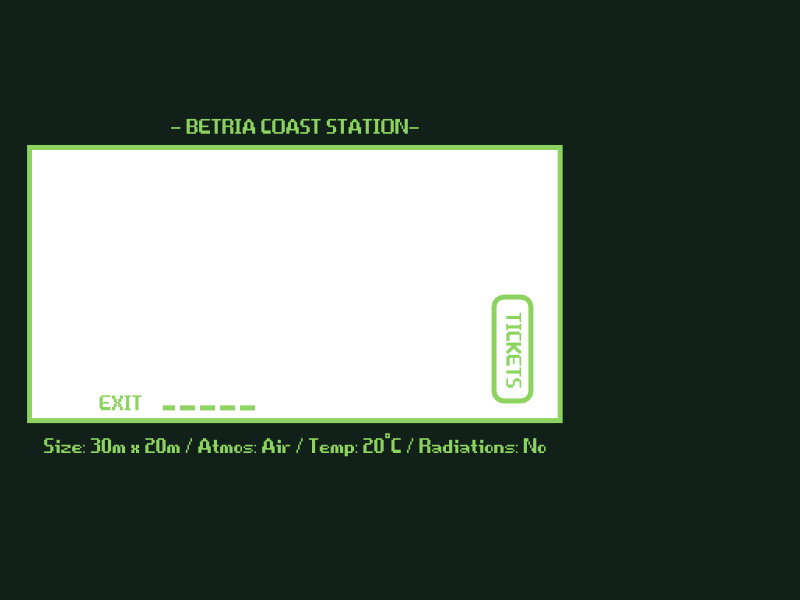 - BETRIA COAST STATION-
TICKETS
EXIT
Size: 30m x 20m / Atmos: Air / Temp: 20°C / Radiations: No